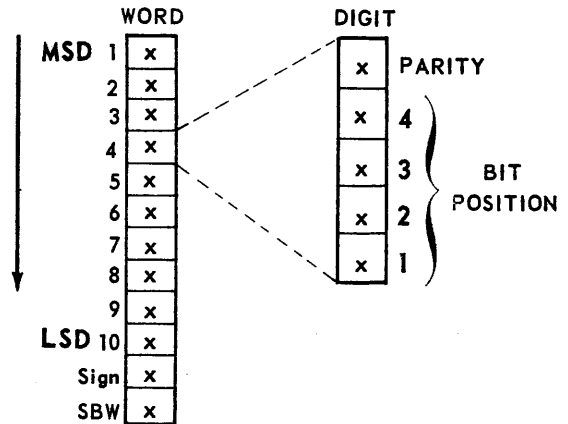 WORD
MSD 1 x
2 x
3 x
4 x
5 x
6 x
7 x
8 x
9 x
LSD 10 x
Sign x
SBW x
DIGIT
x PARITY
x 4
x 3
x 2
x 1
BIT
POSITION